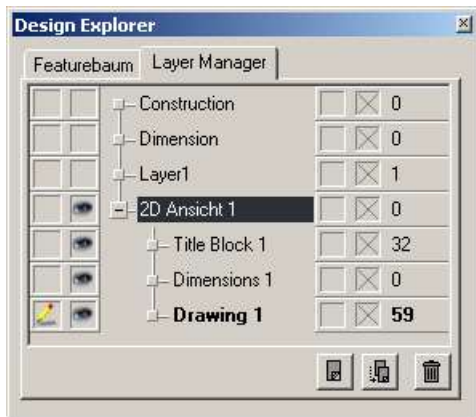 Design Explorer
Featurebaum Layer Manager
Construction 0
Dimension 0
Layer1 1
2D Ansicht 1 0
Title Block 1 32
Dimensions 1 0
Drawing 1 59